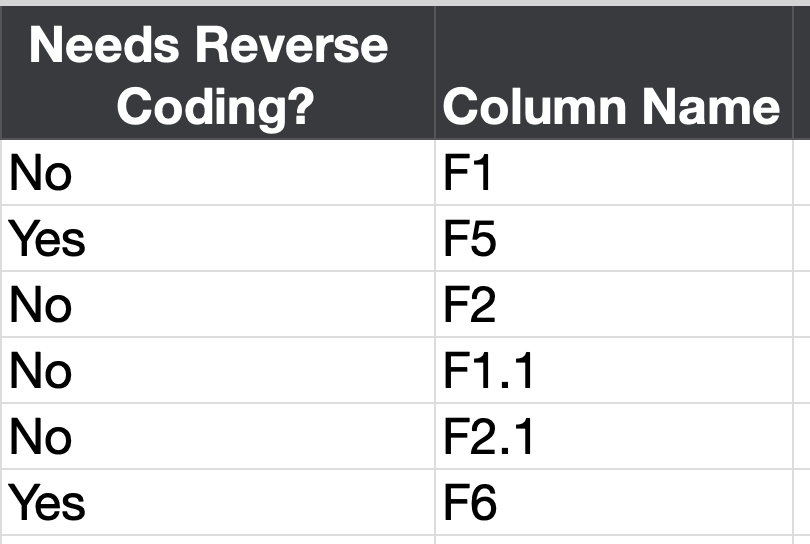 Needs Reverse
Coding? Column Name
No F1
Yes F5
No F2
No F1.1
No F2.1
Yes F6